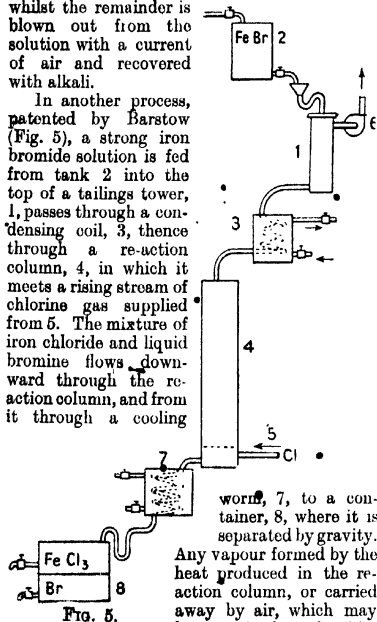 whilst the remainder is
blown out from the
solution with a current
of air and recovered
with alkali.
In another process,
patented by Barstow
(Fig. 5), a strong iron
bromide solution is fed
from tank 2 into the
top of a tailings tower,
1, passes through a con-
densing coil, 3, thence
through a re-action
column, 4, in which it
meets a rising stream of
chlorine gas supplied
from 5. The mixture of
iron chloride and liquid
bromine flows down-
ward through the re-
action column, and from
it through a cooling
Fe Br
2
6
1
3
4
5
Cl
7
Fe Cl3
Br
8
FIG. 5.
worm, 7, to a con-
tainer, 8, where it is
separated by gravity.
Any vapour formed by the
heat produced in the re-
action column, or carried
away by air, which may